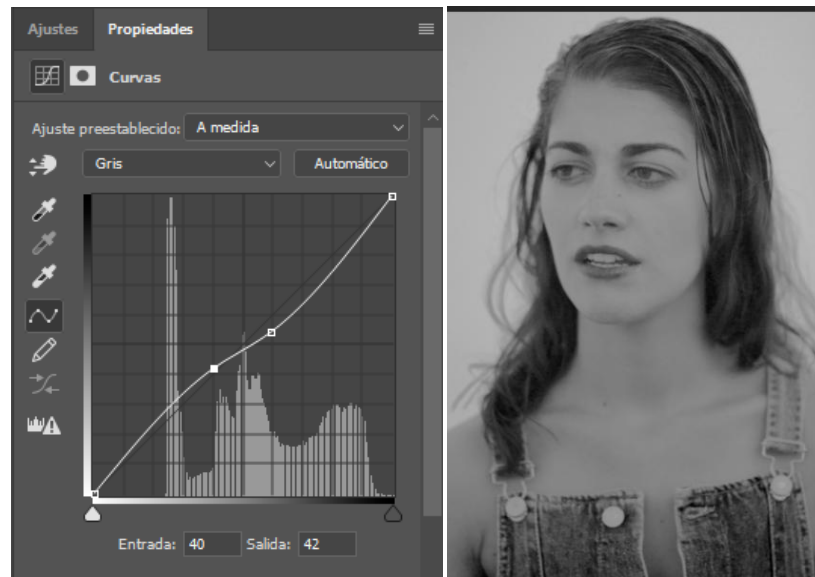 Ajustes Propiedades
Curvas
Ajuste preestablecido: A medida
Gris Automático
Entrada: 40 Salida: 42